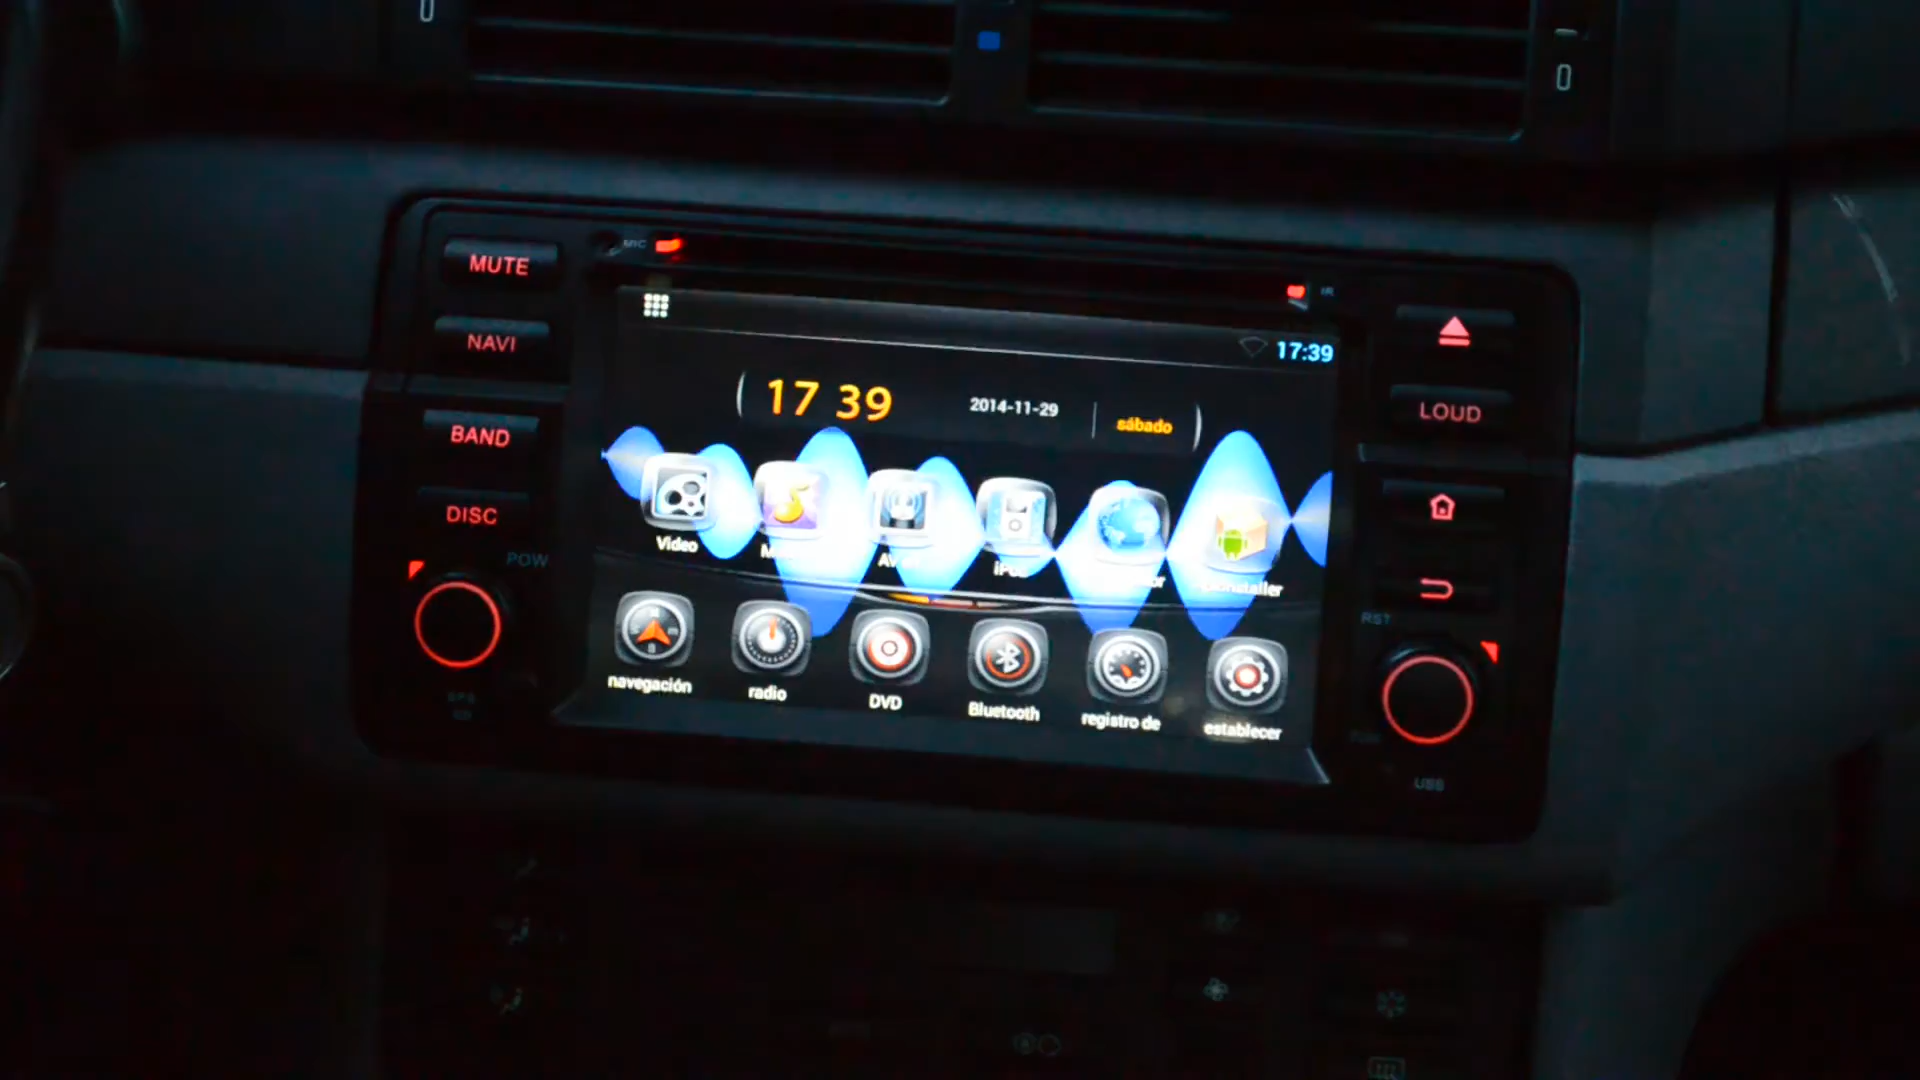 MIC
MUTE
IR
NAVI
17:39
17 39
2014-11-29
sábado
LOUD
BAND
DISC
Video
POW
RST
navegación
radio
DVD
Bluetooth
registro de
establecer
USB